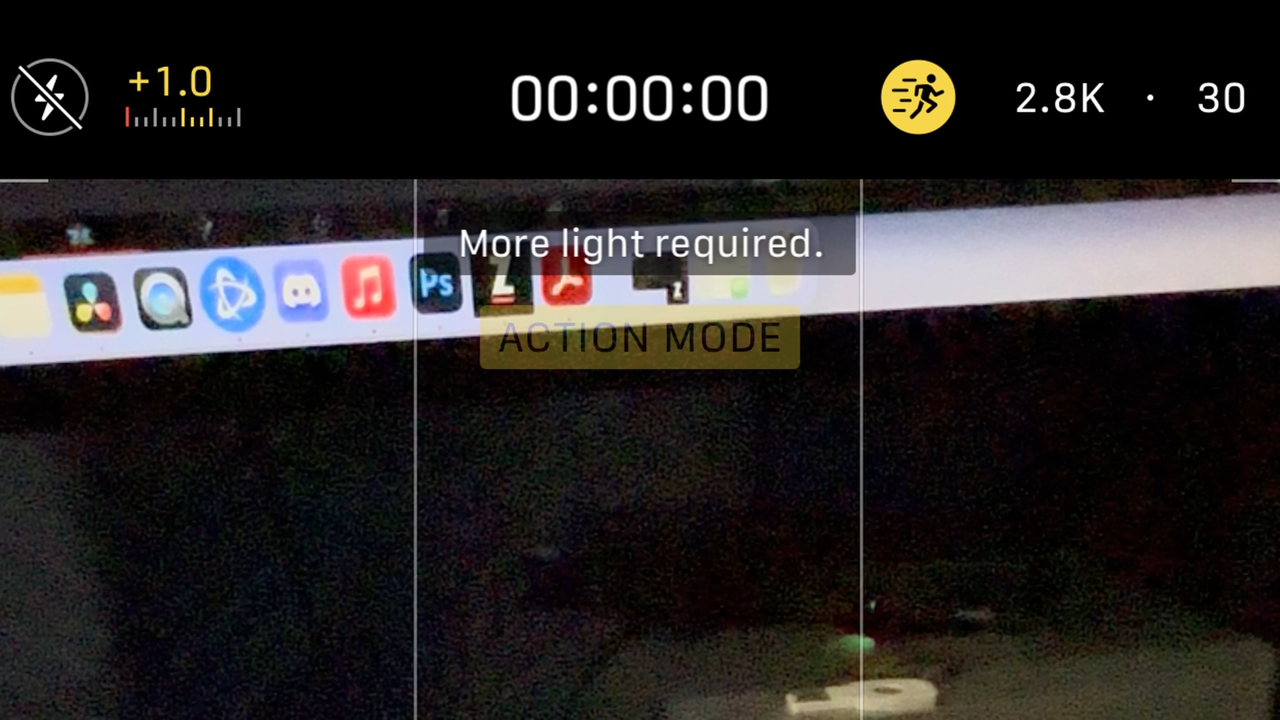 +1.0
00:00:00
2.8K · 30
More light required.
Ps
Z
z
ACTION MODE